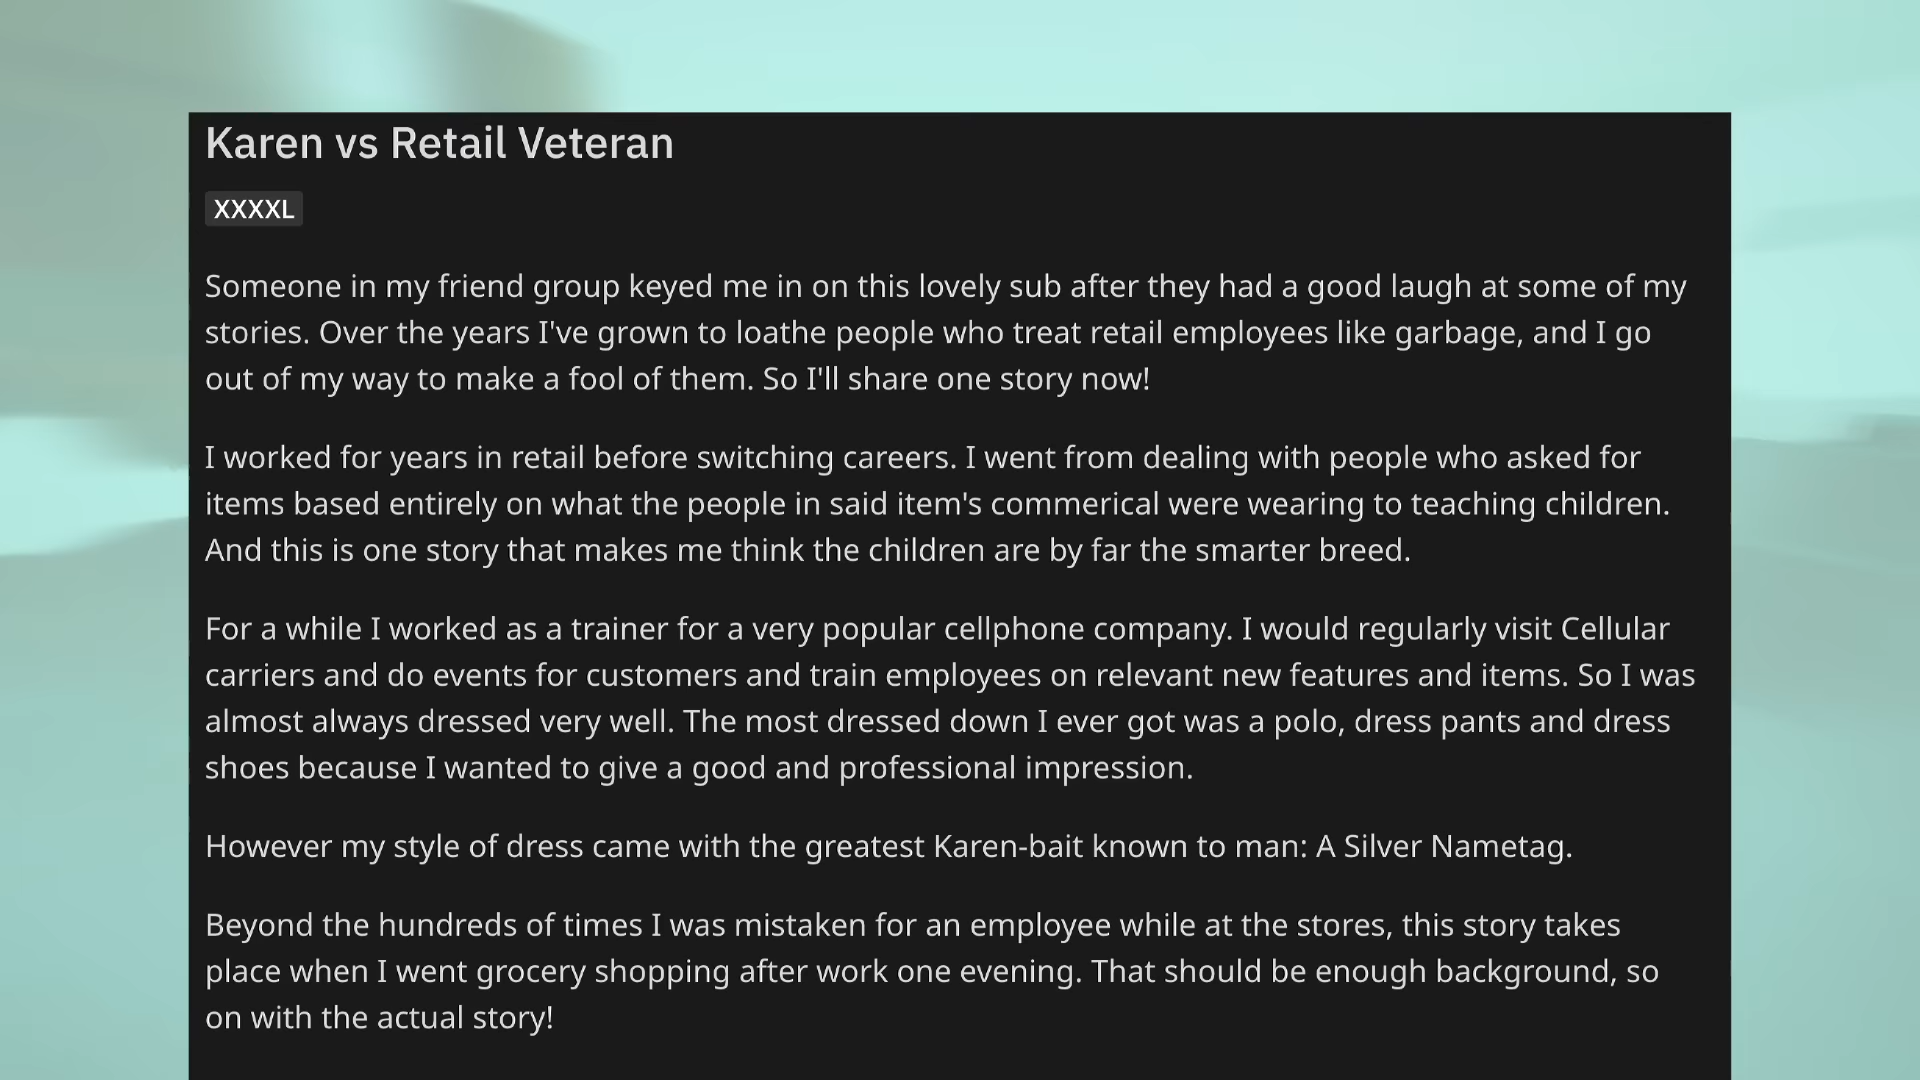 Karen vs Retail Veteran
XXXXL
Someone in my friend group keyed me in on this lovely sub after they had a good laugh at some of my
stories. Over the years I've grown to loathe people who treat retail employees like garbage, and I go
out of my way to make a fool of them. So I'll share one story now!
I worked for years in retail before switching careers. I went from dealing with people who asked for
items based entirely on what the people in said item's commerical were wearing to teaching children.
And this is one story that makes me think the children are by far the smarter breed.
For a while I worked as a trainer for a very popular cellphone company. I would regularly visit Cellular
carriers and do events for customers and train employees on relevant new features and items. So I was
almost always dressed very well. The most dressed down I ever got was a polo, dress pants and dress
shoes because I wanted to give a good and professional impression.
However my style of dress came with the greatest Karen-bait known to man: A Silver Nametag.
Beyond the hundreds of times I was mistaken for an employee while at the stores, this story takes
place when I went grocery shopping after work one evening. That should be enough background, so
on with the actual story!